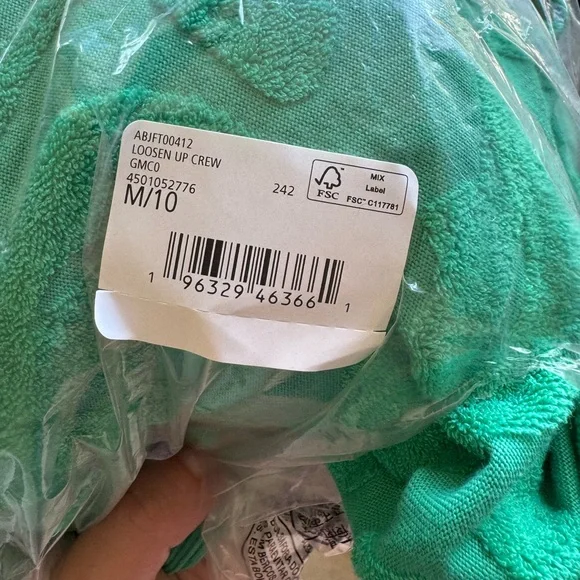 ABJFT00412
LOOSEN UP CREW
GMC0
4501052776
M/10
242
FSC
MIX
Label
FSC™ C117781
1 96329 46366 1